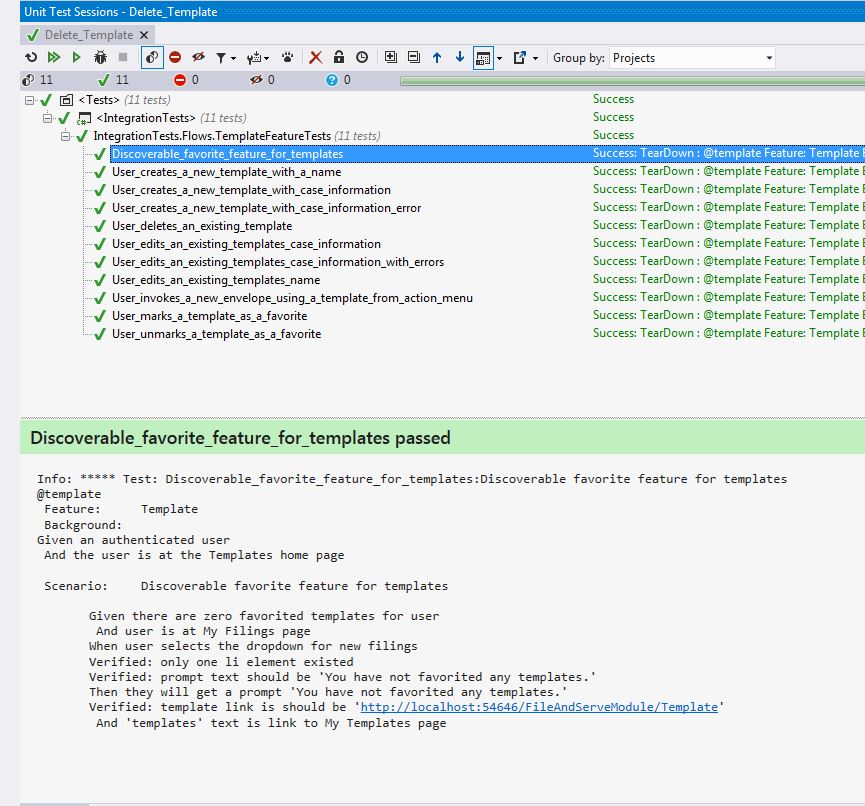 Unit Test Sessions - Delete_Template
Delete_Template
Group by: Projects
11 11 0 0 0
<Tests> (11 tests) Success
<IntegrationTests> (11 tests) Success
IntegrationTests.Flows.TemplateFeatureTests (11 tests) Success
Discoverable_favorite_feature_for_templates Success: TearDown : @template Feature: Template B
User_creates_a_new_template_with_a_name Success: TearDown : @template Feature: Template B
User_creates_a_new_template_with_case_information Success: TearDown : @template Feature: Template B
User_creates_a_new_template_with_case_information_error Success: TearDown : @template Feature: Template B
User_deletes_an_existing_template Success: TearDown : @template Feature: Template B
User_edits_an_existing_templates_case_information Success: TearDown : @template Feature: Template B
User_edits_an_existing_templates_case_information_with_errors Success: TearDown : @template Feature: Template B
User_edits_an_existing_templates_name Success: TearDown : @template Feature: Template B
User_invokes_a_new_envelope_using_a_template_from_action_menu Success: TearDown : @template Feature: Template B
User_marks_a_template_as_a_favorite Success: TearDown : @template Feature: Template B
User_unmarks_a_template_as_a_favorite Success: TearDown : @template Feature: Template B
Discoverable_favorite_feature_for_templates passed
Info: ***** Test: Discoverable_favorite_feature_for_templates:Discoverable favorite feature for templates
@template
Feature: Template
Background:
Given an authenticated user
And the user is at the Templates home page
Scenario: Discoverable favorite feature for templates
Given there are zero favorited templates for user
And user is at My Filings page
When user selects the dropdown for new filings
Verified: only one li element existed
Verified: prompt text should be 'You have not favorited any templates.'
Then they will get a prompt 'You have not favorited any templates.'
Verified: template link is should be 'http://localhost:54646/FileAndServeModule/Template'
And 'templates' text is link to My Templates page